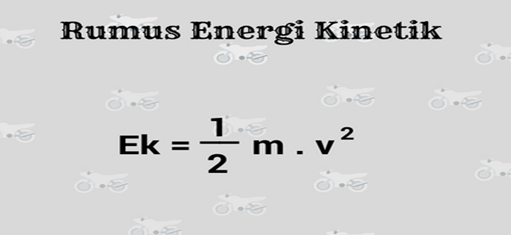 Rumus Energi Kinetik
Ek = 1/2 m . v²